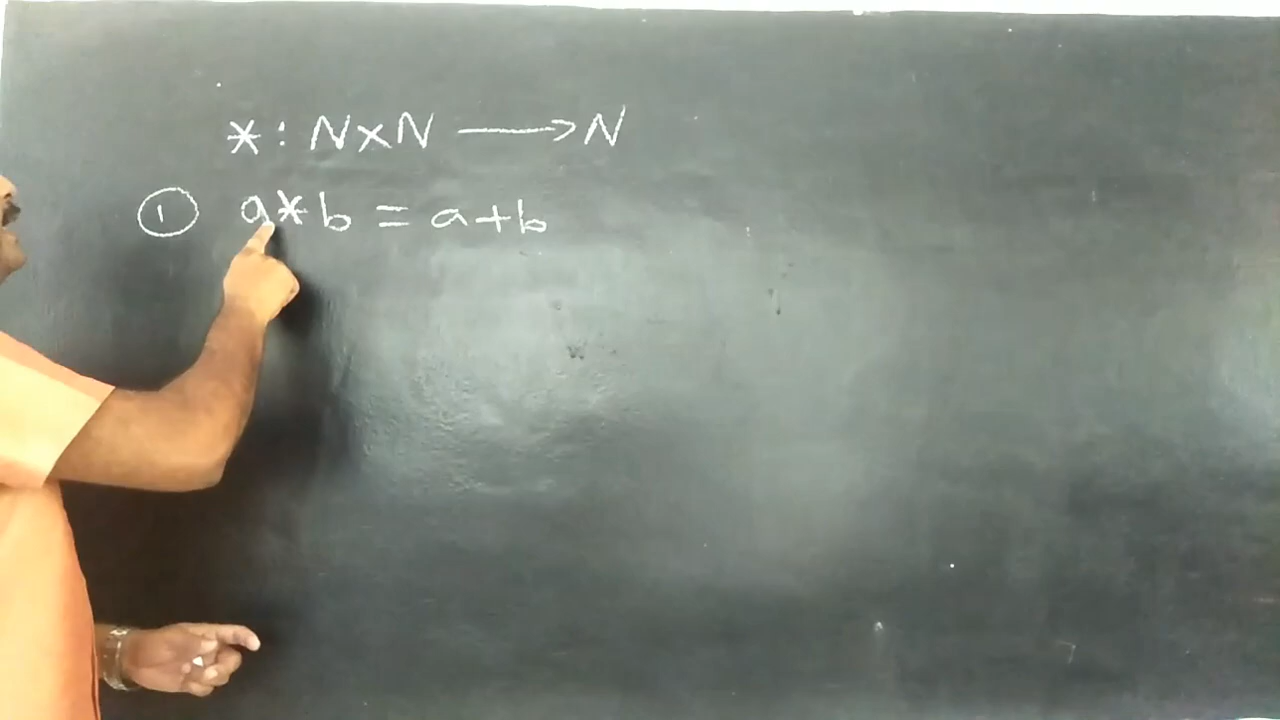 * : N×N ⟶ N
① a * b = a+b